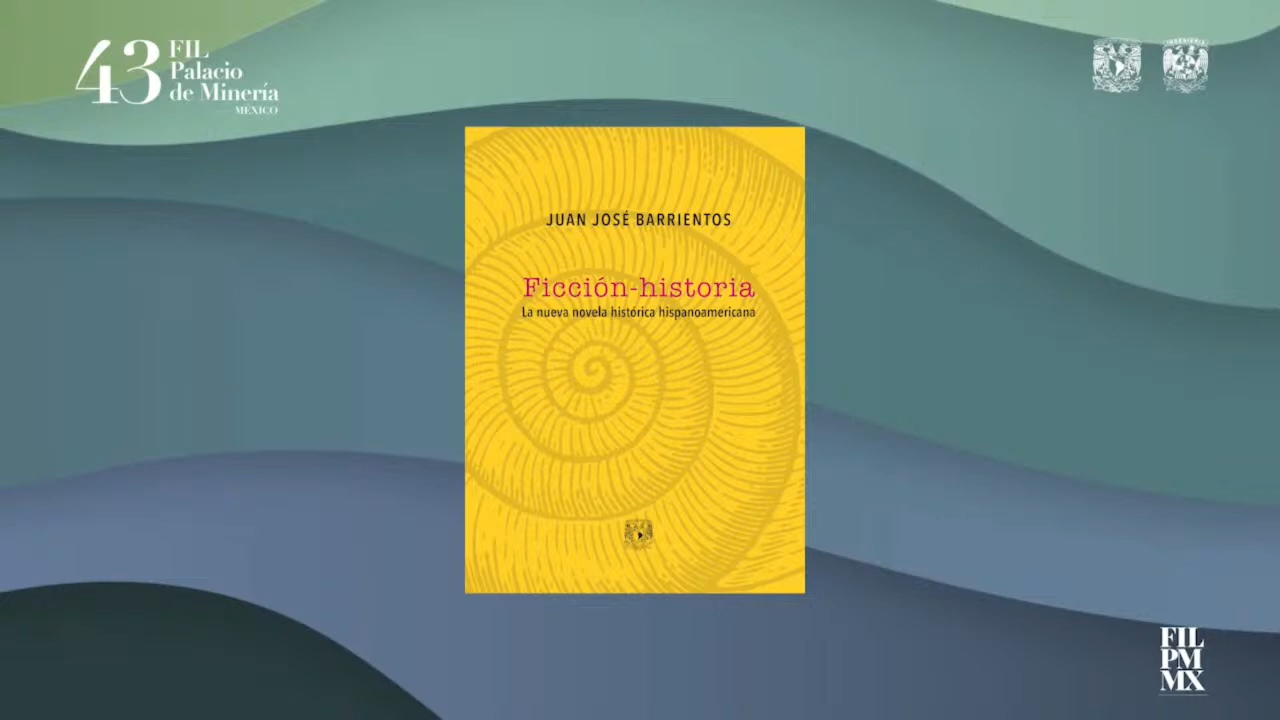 43 FIL
Palacio
de Minería
MÉXICO
INGENIERÍA
JUAN JOSÉ BARRIENTOS
Ficción-historia
La nueva novela histórica hispanoamericana
FIL
PM
MX